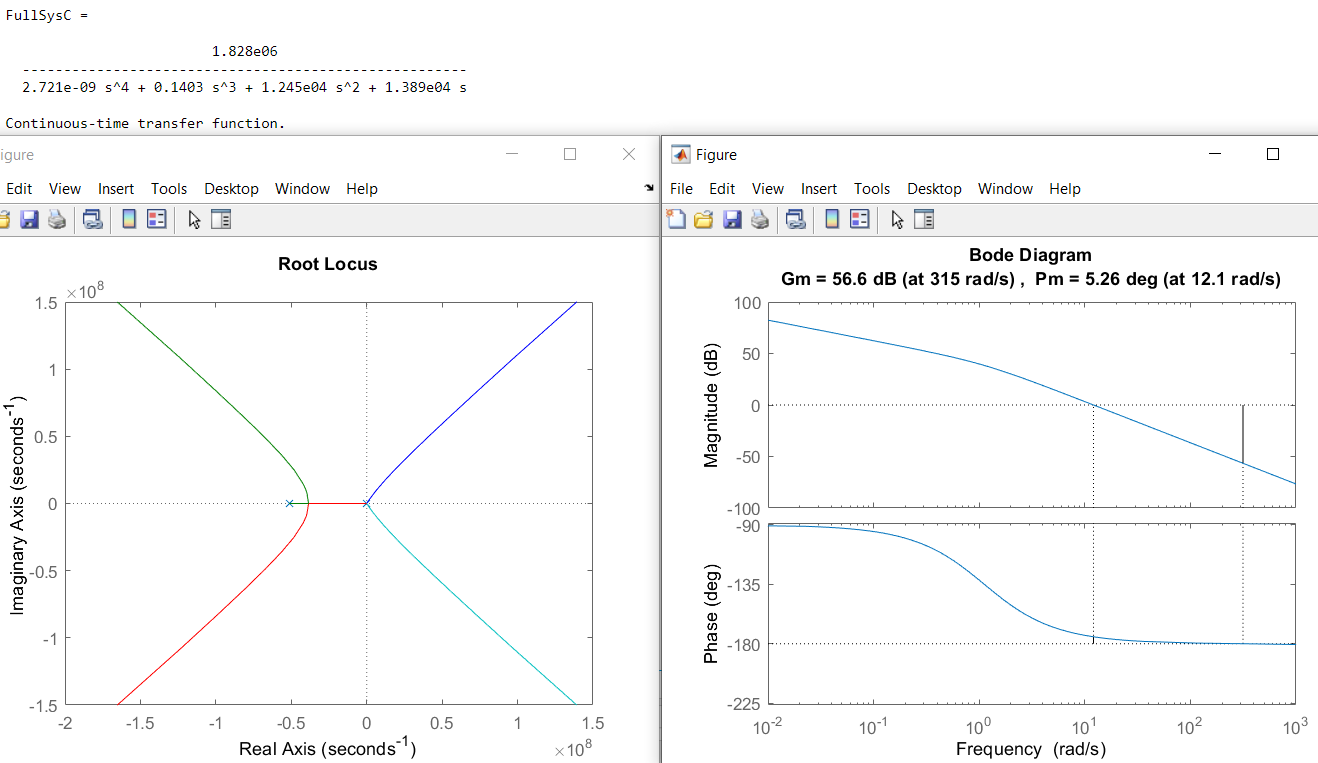 FullSysC =
1.828e06
-----------------------------------------------------
2.721e-09 s^4 + 0.1403 s^3 + 1.245e04 s^2 + 1.389e04 s
Continuous-time transfer function.
igure
Edit View Insert Tools Desktop Window Help
Root Locus
×10^8
1.5
1
0.5
0
-0.5
-1
-1.5
Imaginary Axis (seconds^-1)
-2 -1.5 -1 -0.5 0 0.5 1 1.5
Real Axis (seconds^-1)
×10^8
Figure
File Edit View Insert Tools Desktop Window Help
Bode Diagram
Gm = 56.6 dB (at 315 rad/s) , Pm = 5.26 deg (at 12.1 rad/s)
100
50
0
-50
-100
Magnitude (dB)
-90
-135
-180
-225
Phase (deg)
10^-2 10^-1 10^0 10^1 10^2 10^3
Frequency (rad/s)